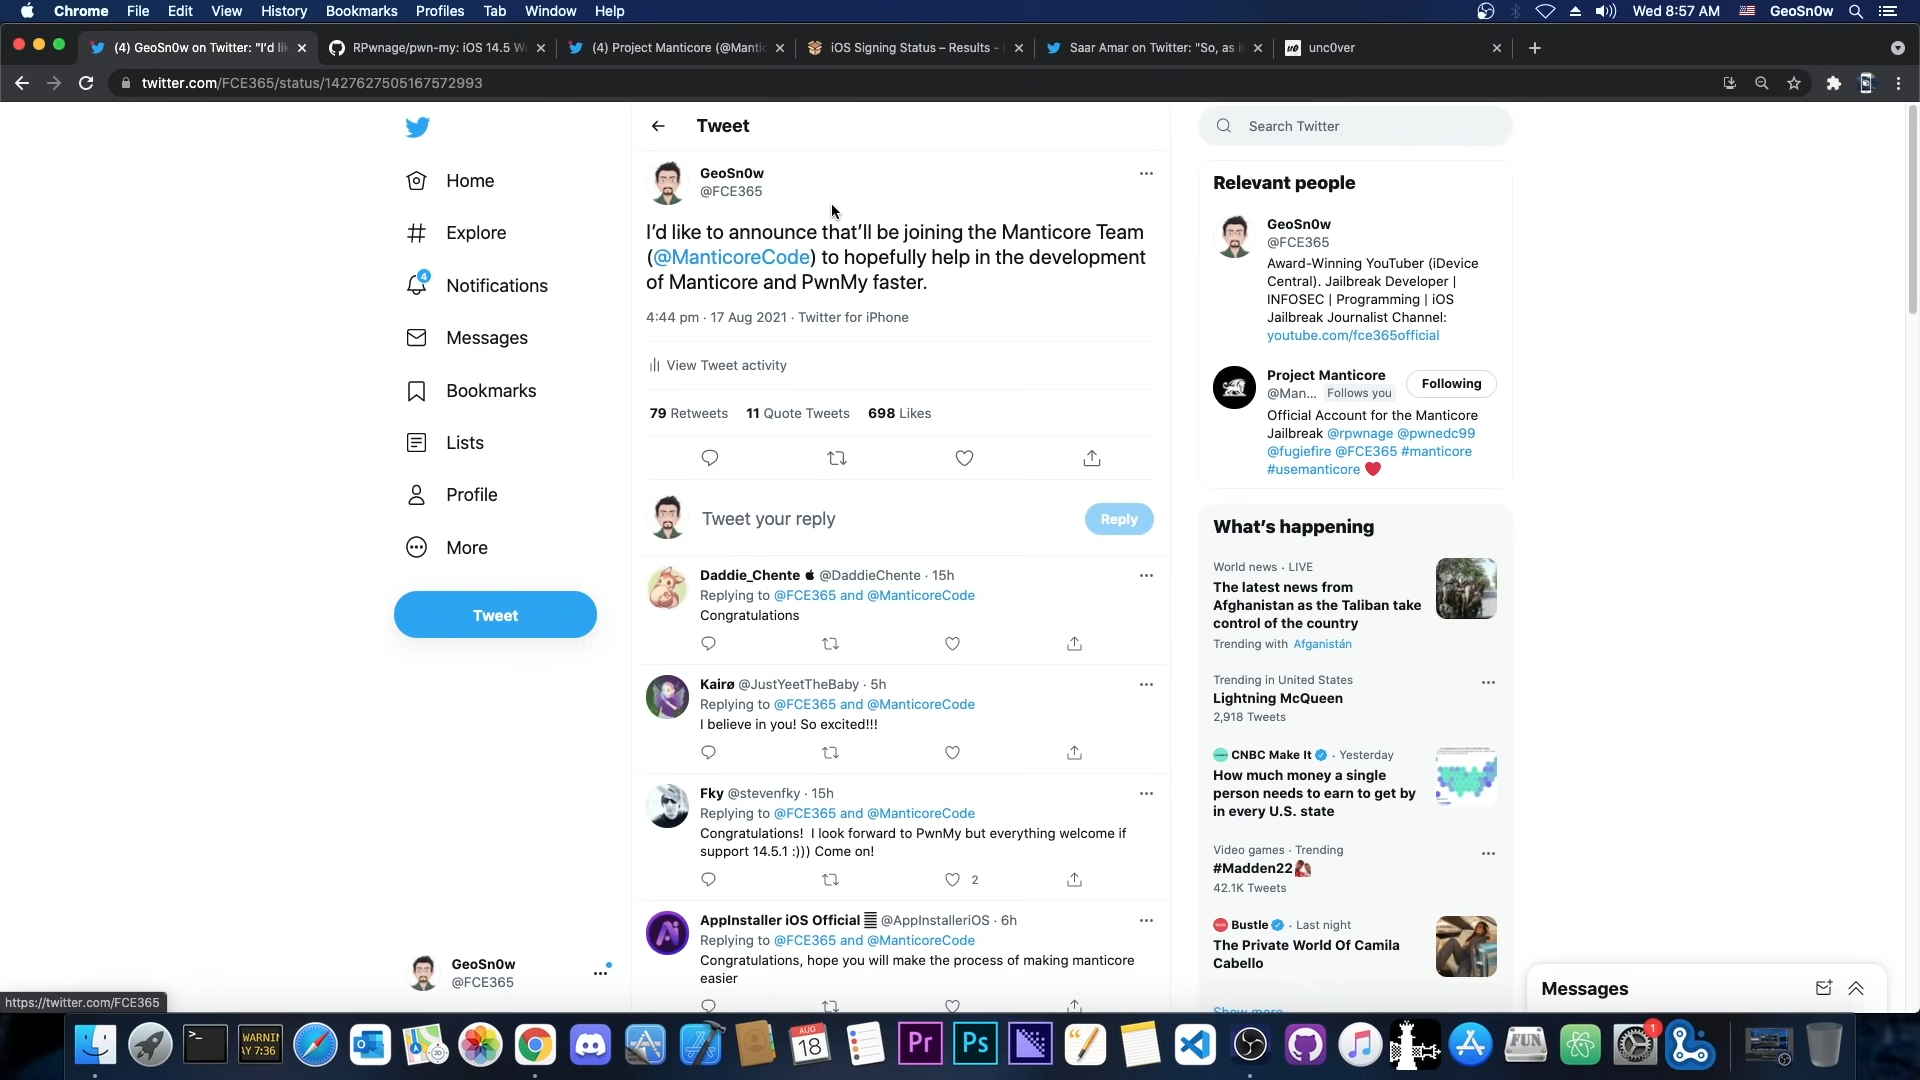 Chrome File Edit View History Bookmarks Profiles Tab Window Help
Wed 8:57 AM GeoSn0w
(4) GeoSn0w on Twitter: "I'd li
RPwnage/pwn-my: iOS 14.5 W
(4) Project Manticore (@Mantic
iOS Signing Status – Results -
Saar Amar on Twitter: "So, as i
unc0ver
twitter.com/FCE365/status/1427627505167572993
Home
Explore
4
Notifications
Messages
Bookmarks
Lists
Profile
More
Tweet
GeoSn0w
@FCE365
https://twitter.com/FCE365
Tweet
GeoSn0w
@FCE365
I'd like to announce that'll be joining the Manticore Team
(@ManticoreCode) to hopefully help in the development
of Manticore and PwnMy faster.
4:44 pm · 17 Aug 2021 · Twitter for iPhone
View Tweet activity
79 Retweets 11 Quote Tweets 698 Likes
Tweet your reply
Reply
Daddie_Chente @DaddieChente · 15h
Replying to @FCE365 and @ManticoreCode
Congratulations
Kairø @JustYeetTheBaby · 5h
Replying to @FCE365 and @ManticoreCode
I believe in you! So excited!!!
Fky @stevenfky · 15h
Replying to @FCE365 and @ManticoreCode
Congratulations! I look forward to PwnMy but everything welcome if
support 14.5.1 :))) Come on!
2
AppInstaller iOS Official @AppInstalleriOS · 6h
Replying to @FCE365 and @ManticoreCode
Congratulations, hope you will make the process of making manticore
easier
Search Twitter
Relevant people
GeoSn0w
@FCE365
Award-Winning YouTuber (iDevice
Central). Jailbreak Developer |
INFOSEC | Programming | iOS
Jailbreak Journalist Channel:
youtube.com/fce365official
Project Manticore
@Man... Follows you
Following
Official Account for the Manticore
Jailbreak @rpwnage @pwnedc99
@fugiefire @FCE365 #manticore
#usemanticore
What's happening
World news · LIVE
The latest news from
Afghanistan as the Taliban take
control of the country
Trending with Afganistán
Trending in United States
Lightning McQueen
2,918 Tweets
CNBC Make It · Yesterday
How much money a single
person needs to earn to get by
in every U.S. state
Video games · Trending
#Madden22
42.1K Tweets
Bustle · Last night
The Private World Of Camila
Cabello
Show more
Messages
WARNIN
AY 7:36
AUG
18
Pr
Ps
FUN
1